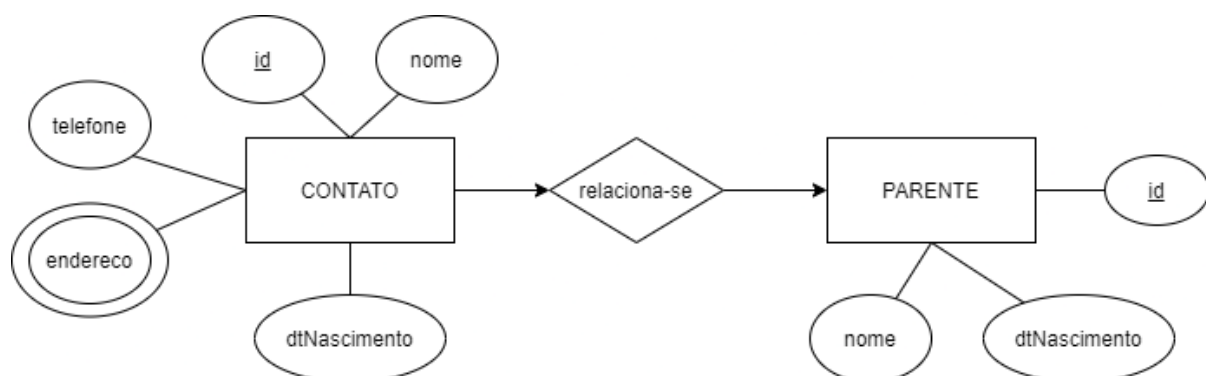 id
nome
telefone
CONTATO
relaciona-se
PARENTE
id
endereco
dtNascimento
nome
dtNascimento